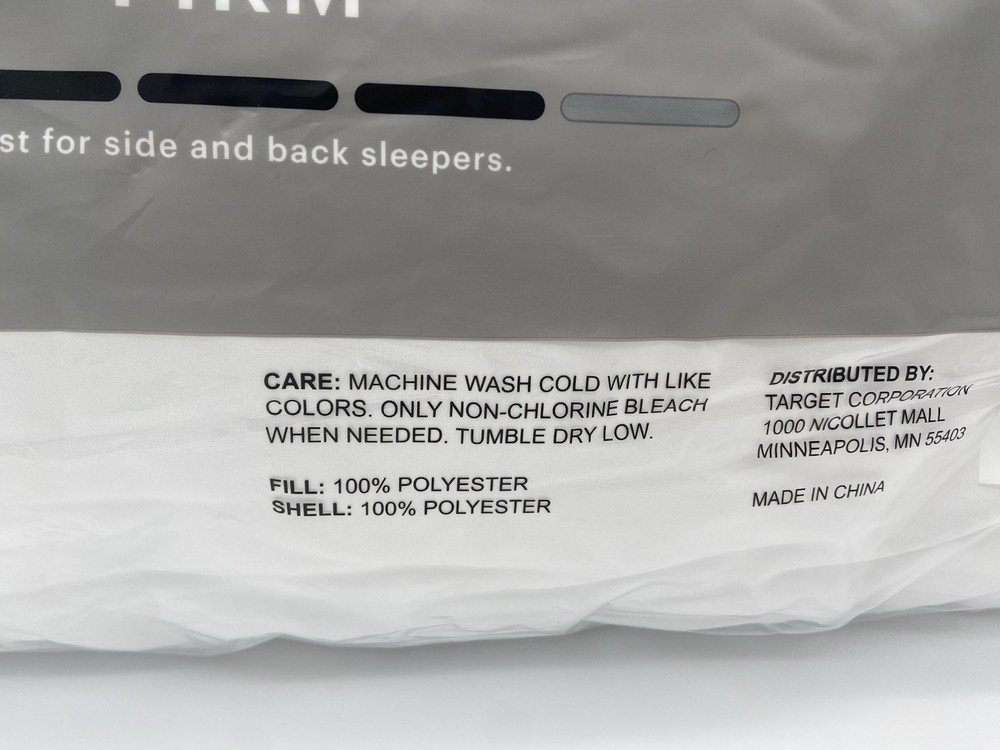 FIRM
st for side and back sleepers.
CARE: MACHINE WASH COLD WITH LIKE
COLORS. ONLY NON-CHLORINE BLEACH
WHEN NEEDED. TUMBLE DRY LOW.
FILL: 100% POLYESTER
SHELL: 100% POLYESTER
DISTRIBUTED BY:
TARGET CORPORATION
1000 NICOLLET MALL
MINNEAPOLIS, MN 55403
MADE IN CHINA